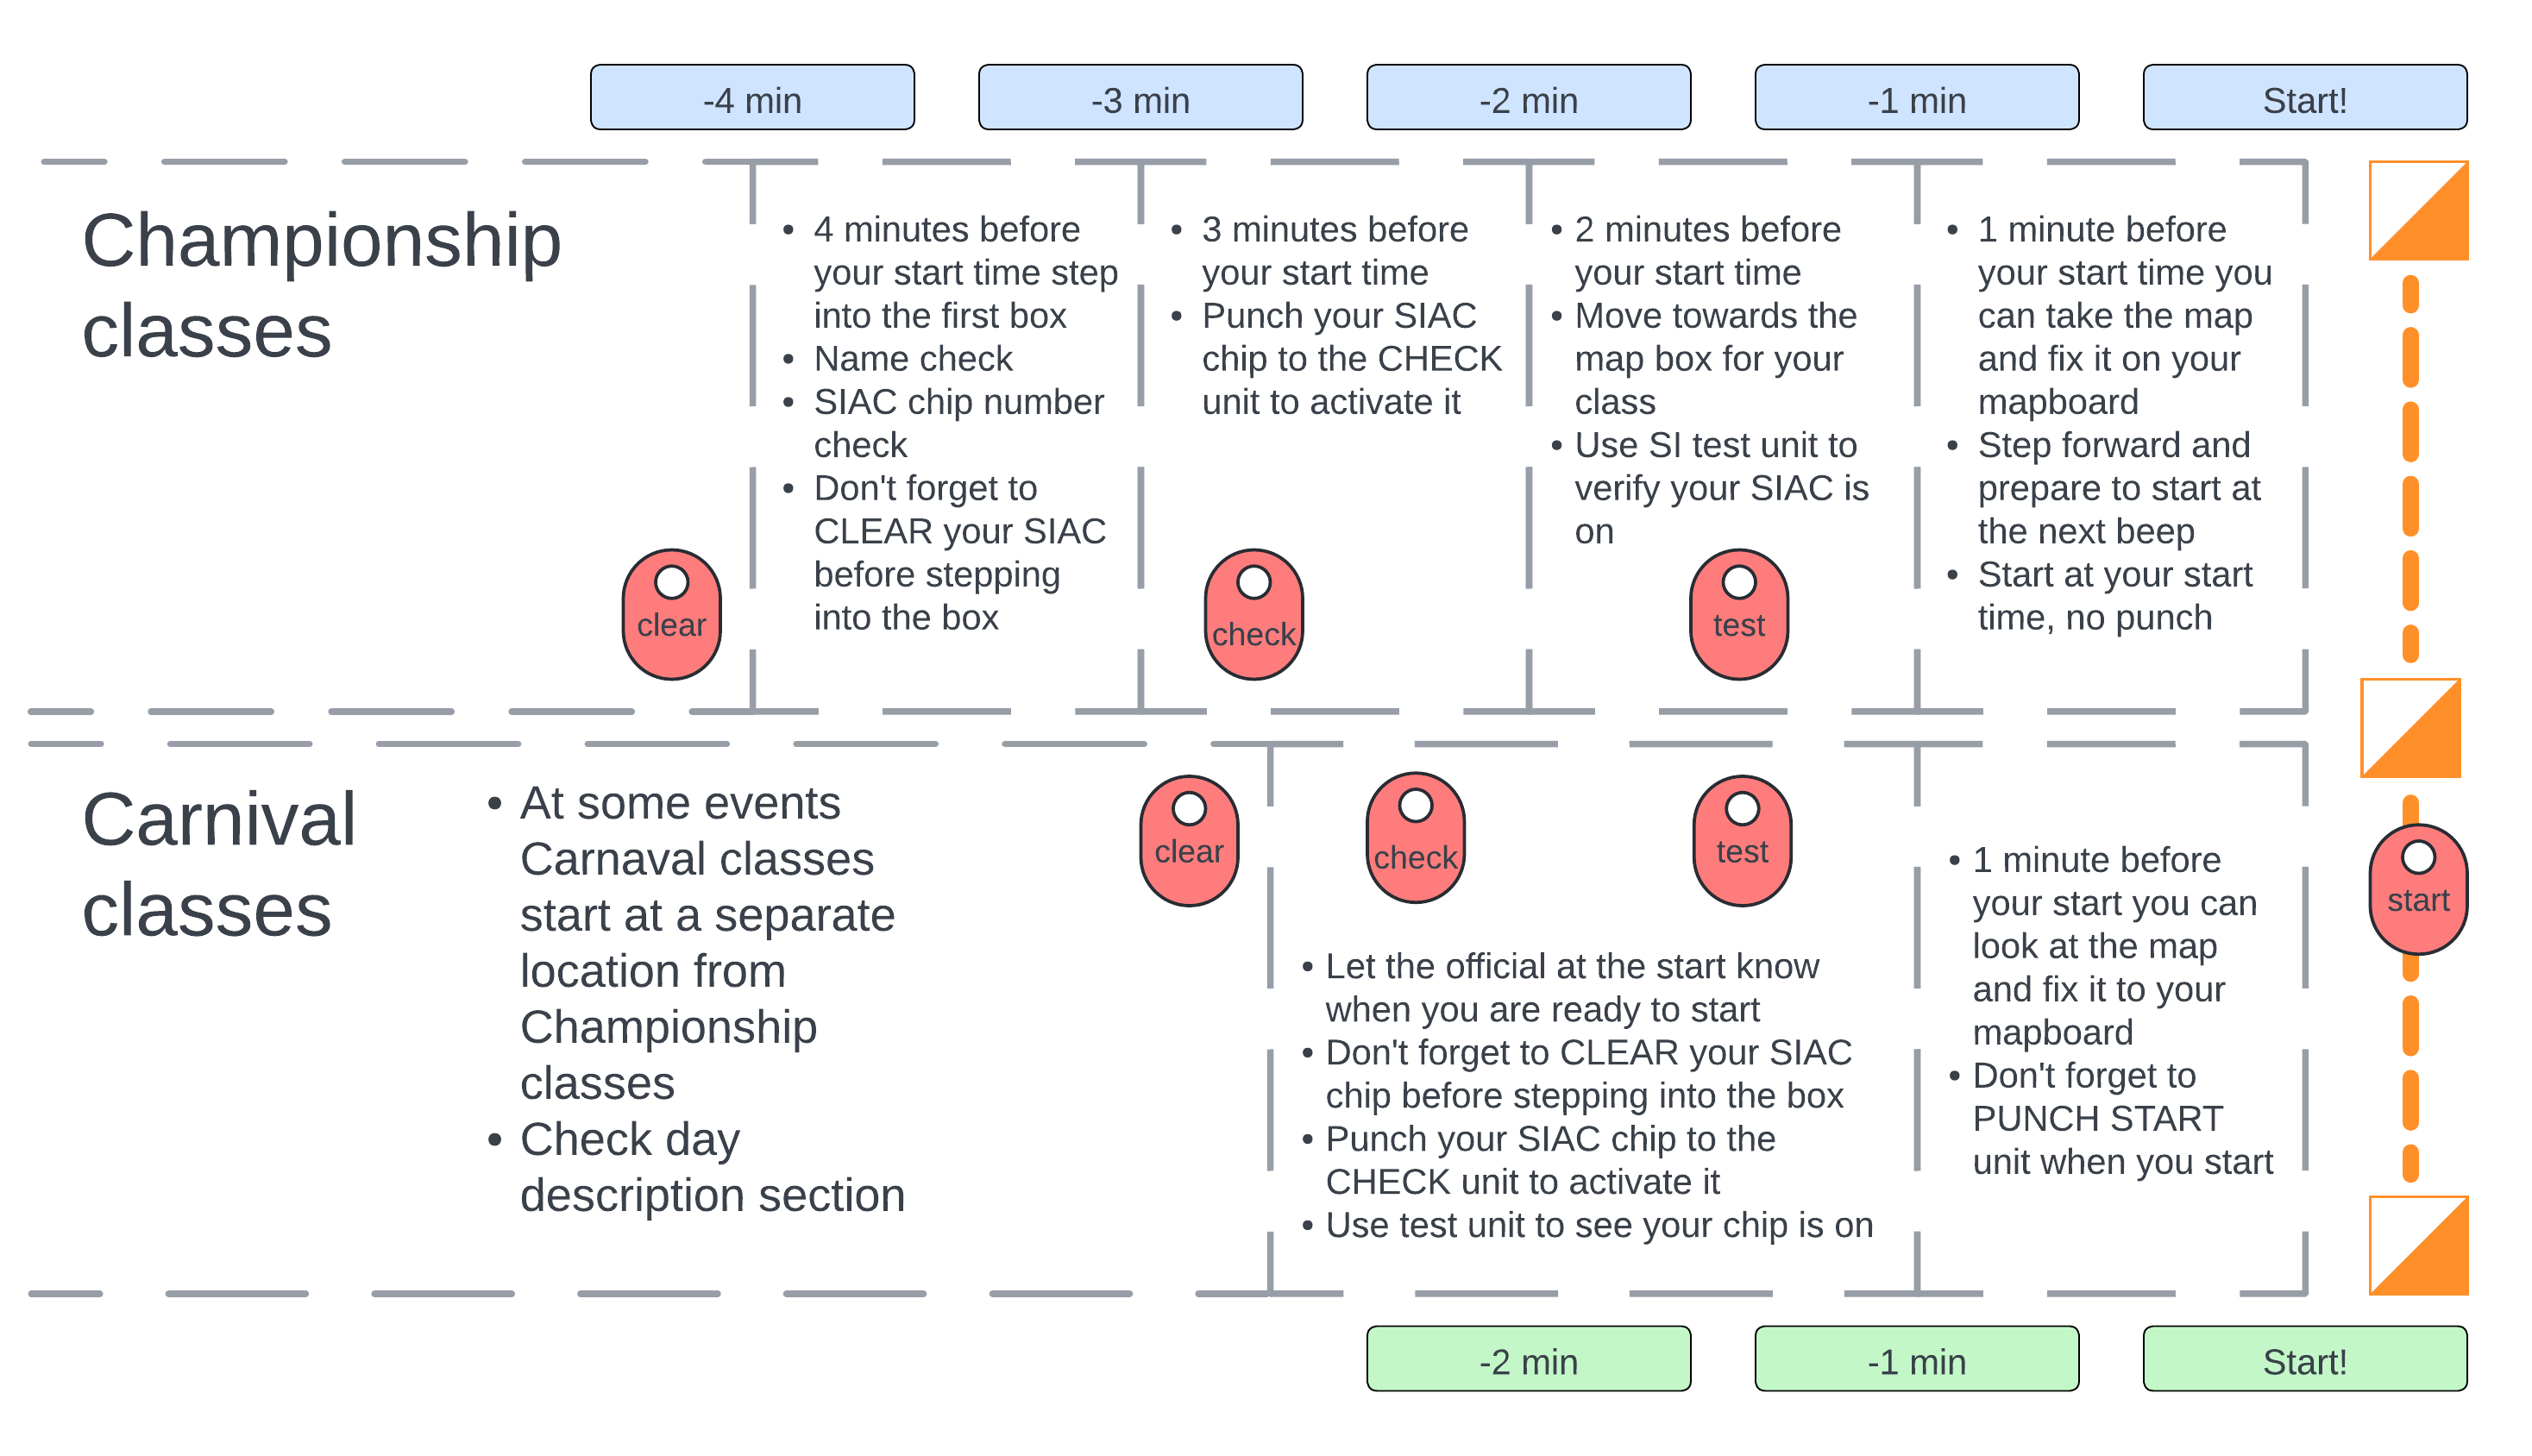 -4 min
-3 min
-2 min
-1 min
Start!
Championship
classes
clear
• 4 minutes before
your start time step
into the first box
• Name check
• SIAC chip number
check
• Don't forget to
CLEAR your SIAC
before stepping
into the box
• 3 minutes before
your start time
• Punch your SIAC
chip to the CHECK
unit to activate it
check
• 2 minutes before
your start time
• Move towards the
map box for your
class
• Use SI test unit to
verify your SIAC is
on
test
• 1 minute before
your start time you
can take the map
and fix it on your
mapboard
• Step forward and
prepare to start at
the next beep
• Start at your start
time, no punch
Carnival
classes
• At some events
Carnaval classes
start at a separate
location from
Championship
classes
• Check day
description section
clear
check
test
• Let the official at the start know
when you are ready to start
• Don't forget to CLEAR your SIAC
chip before stepping into the box
• Punch your SIAC chip to the
CHECK unit to activate it
• Use test unit to see your chip is on
• 1 minute before
your start you can
look at the map
and fix it to your
mapboard
• Don't forget to
PUNCH START
unit when you start
start
-2 min
-1 min
Start!